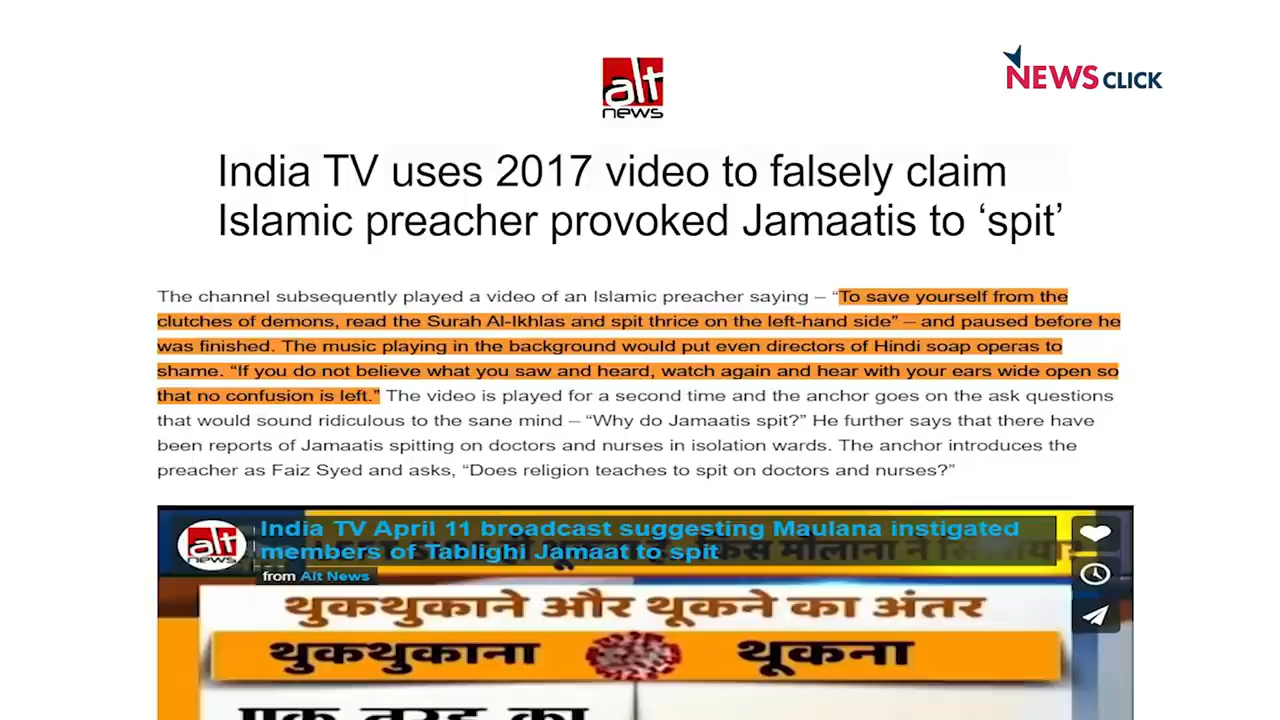 alt
news
NEWSCLICK
India TV uses 2017 video to falsely claim
Islamic preacher provoked Jamaatis to ‘spit’
The channel subsequently played a video of an Islamic preacher saying – “To save yourself from the
clutches of demons, read the Surah Al-Ikhlas and spit thrice on the left-hand side” – and paused before he
was finished. The music playing in the background would put even directors of Hindi soap operas to
shame. “If you do not believe what you saw and heard, watch again and hear with your ears wide open so
that no confusion is left.” The video is played for a second time and the anchor goes on the ask questions
that would sound ridiculous to the sane mind – “Why do Jamaatis spit?” He further says that there have
been reports of Jamaatis spitting on doctors and nurses in isolation wards. The anchor introduces the
preacher as Faiz Syed and asks, “Does religion teaches to spit on doctors and nurses?”
alt
news
India TV April 11 broadcast suggesting Maulana instigated
members of Tablighi Jamaat to spit
from Alt News
मौलाना ने
थुकथुकाने और थूकने का अंतर
थुकथुकाना थूकना
एक तरह का